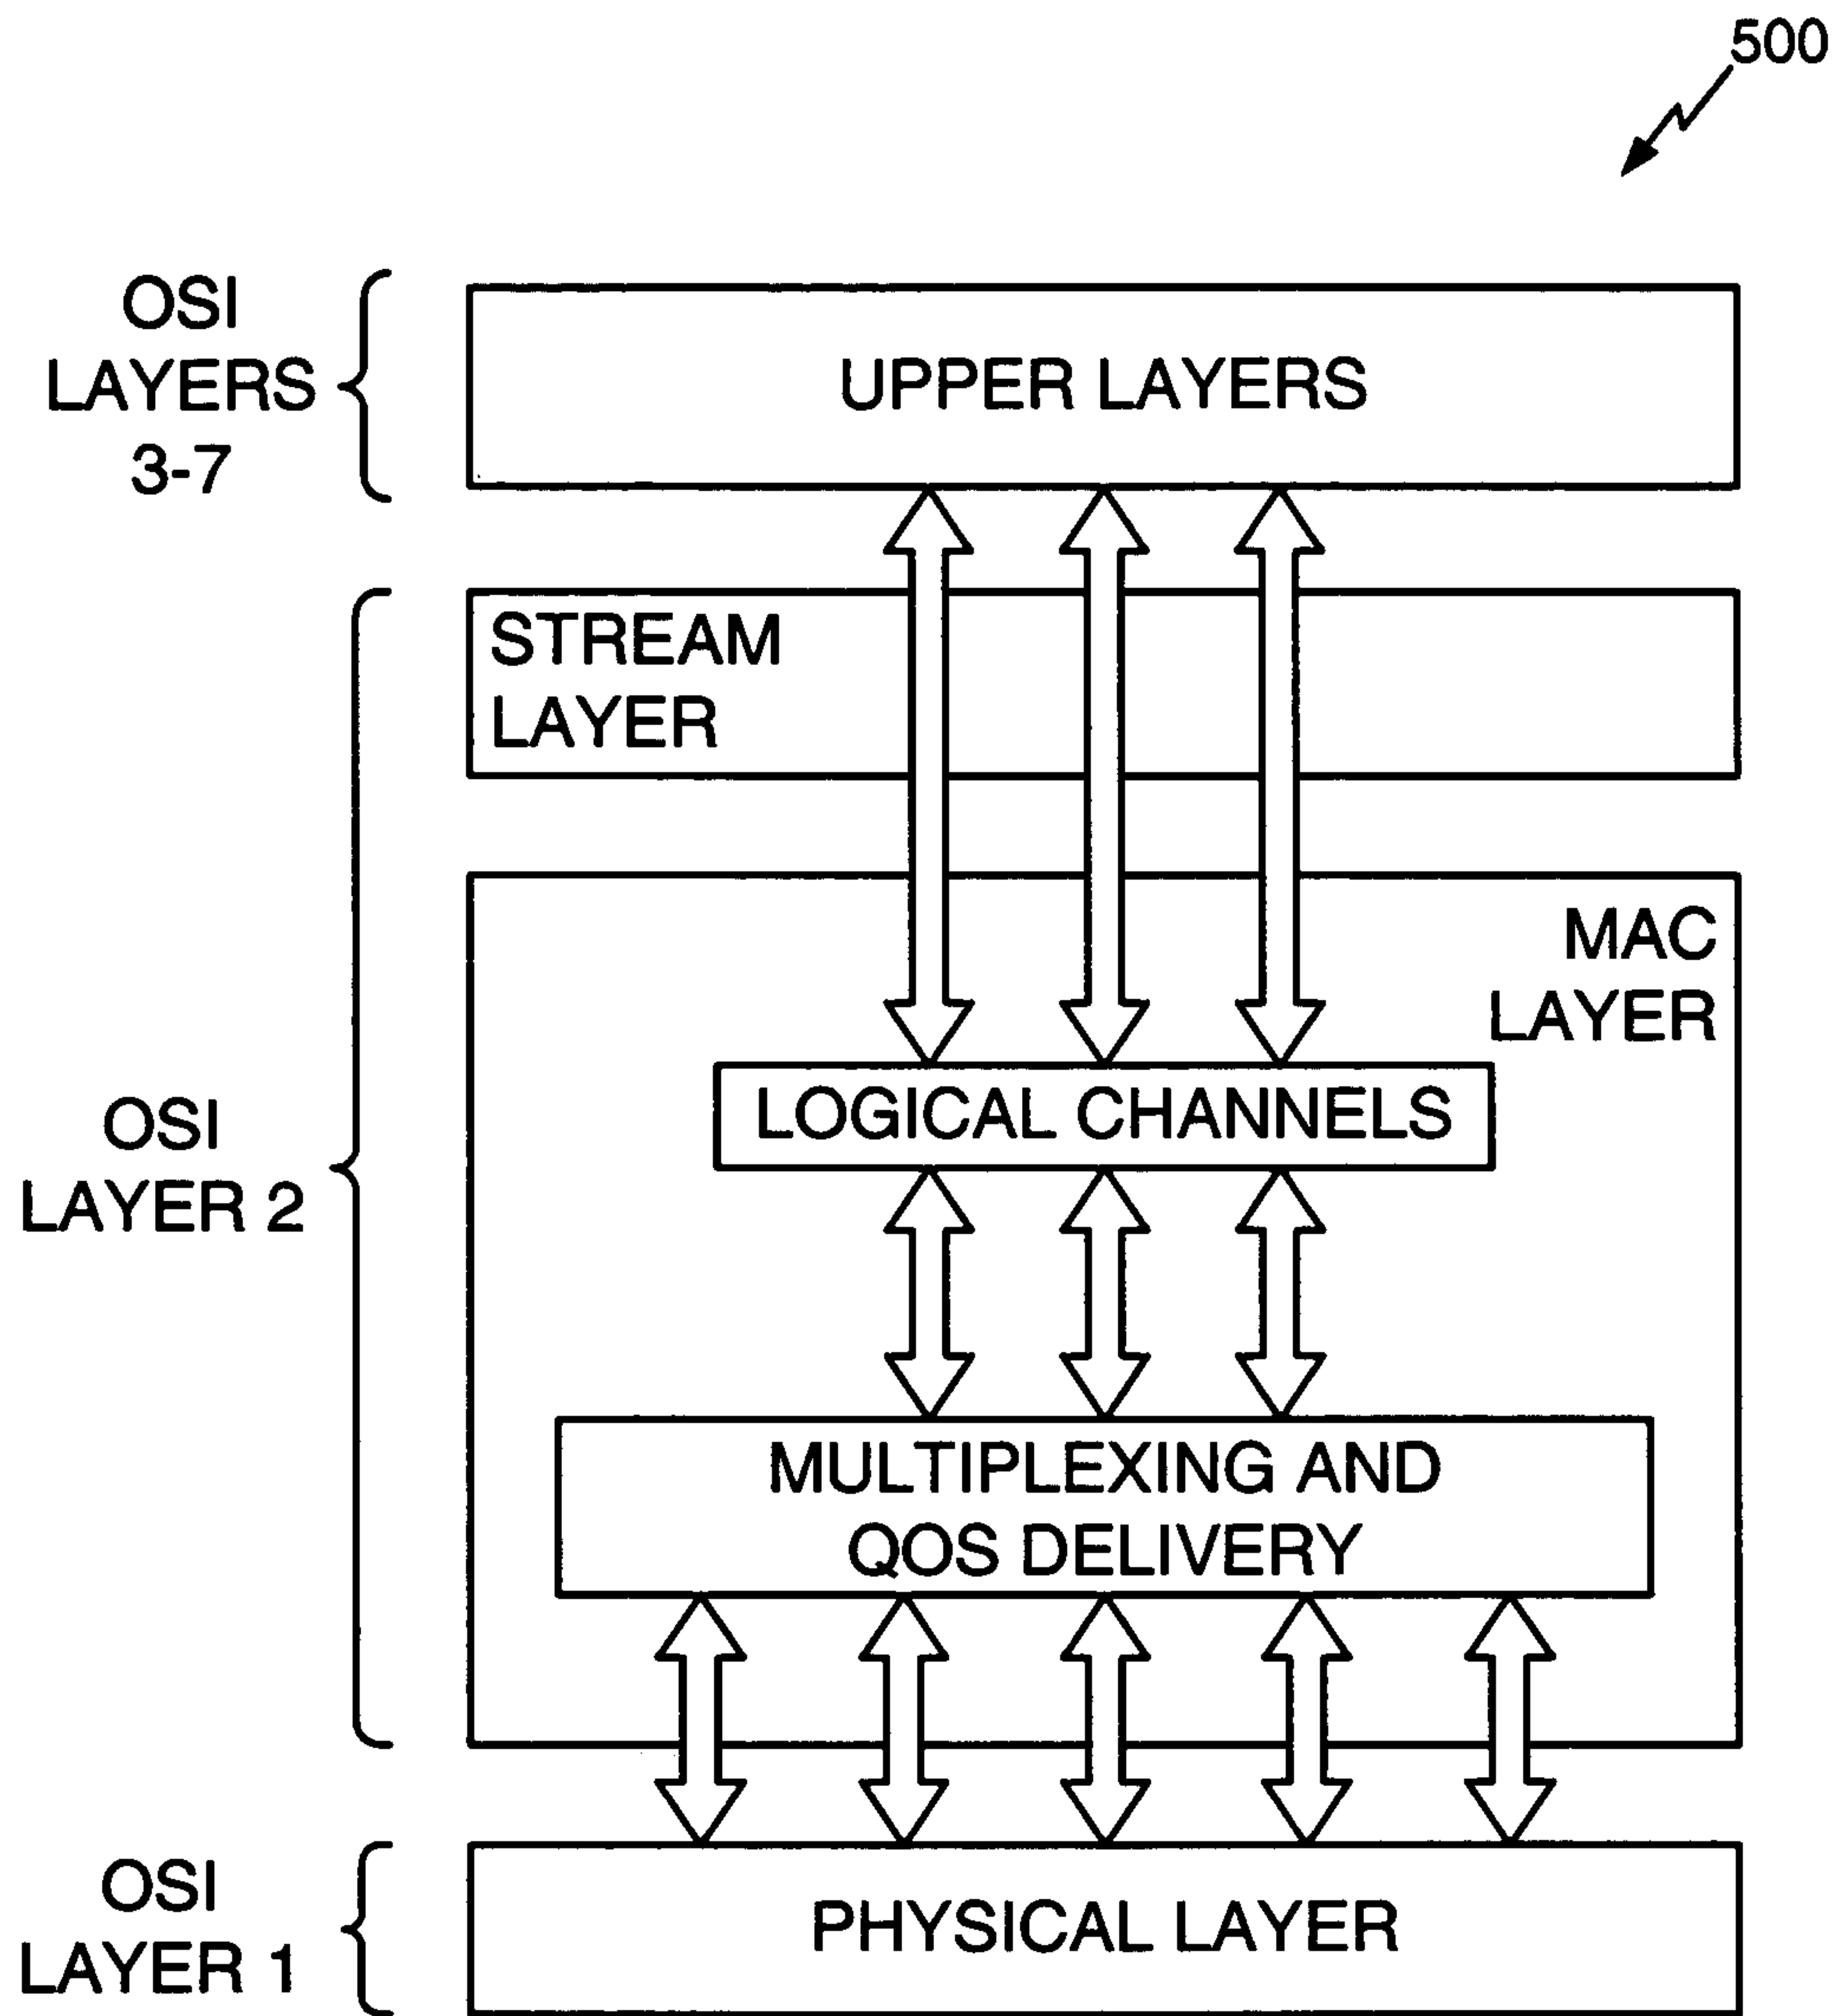 500
OSI
LAYERS
3-7
UPPER LAYERS
STREAM
LAYER
MAC
LAYER
LOGICAL CHANNELS
OSI
LAYER 2
MULTIPLEXING AND
QOS DELIVERY
OSI
LAYER 1
PHYSICAL LAYER